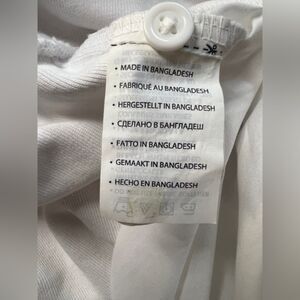 • MADE IN BANGLADESH
• FABRIQUÉ AU BANGLADESH
• HERGESTELLT IN BANGLADESH
• СДЕЛАНО В БАНГЛАДЕШ
• FATTO IN BANGLADESH
• GEMAAKT IN BANGLADESH
• HECHO EN BANGLADESH